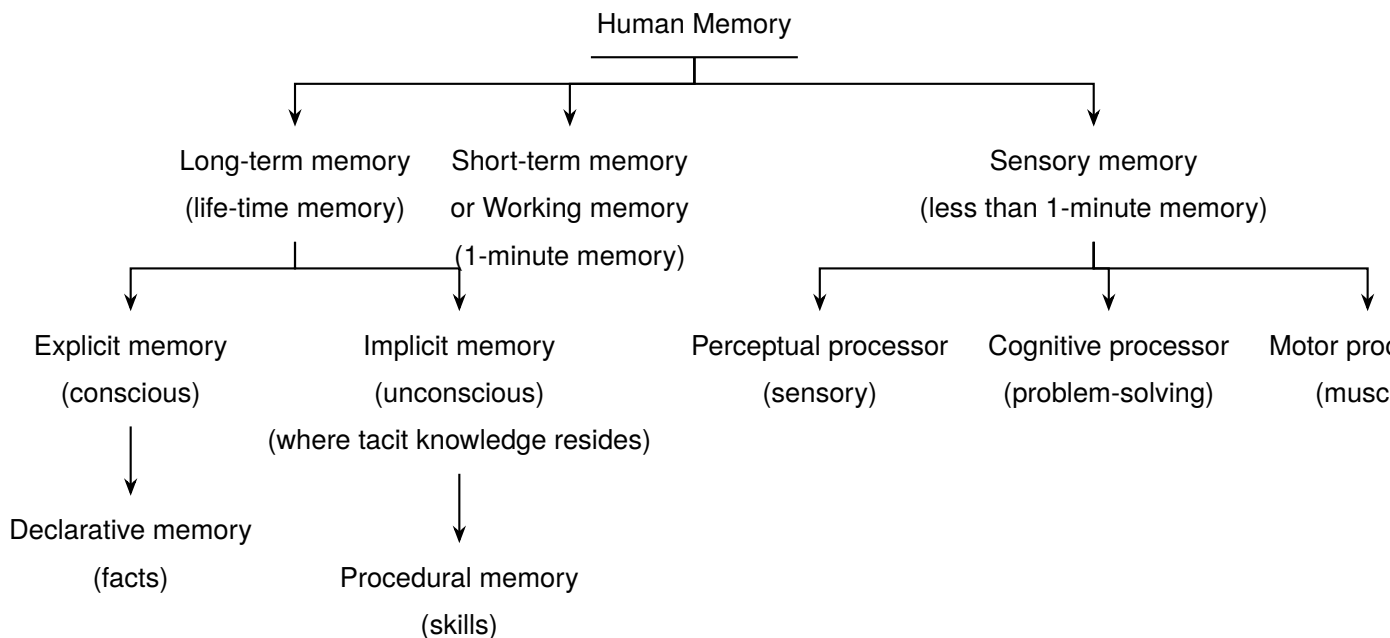 Human Memory
Long-term memory
(life-time memory)
Short-term memory
or Working memory
(1-minute memory)
Sensory memory
(less than 1-minute memory)
Explicit memory
(conscious)
Implicit memory
(unconscious)
(where tacit knowledge resides)
Perceptual processor
(sensory)
Cognitive processor
(problem-solving)
Motor
Declarative memory
(facts)
Procedural memory
(skills)